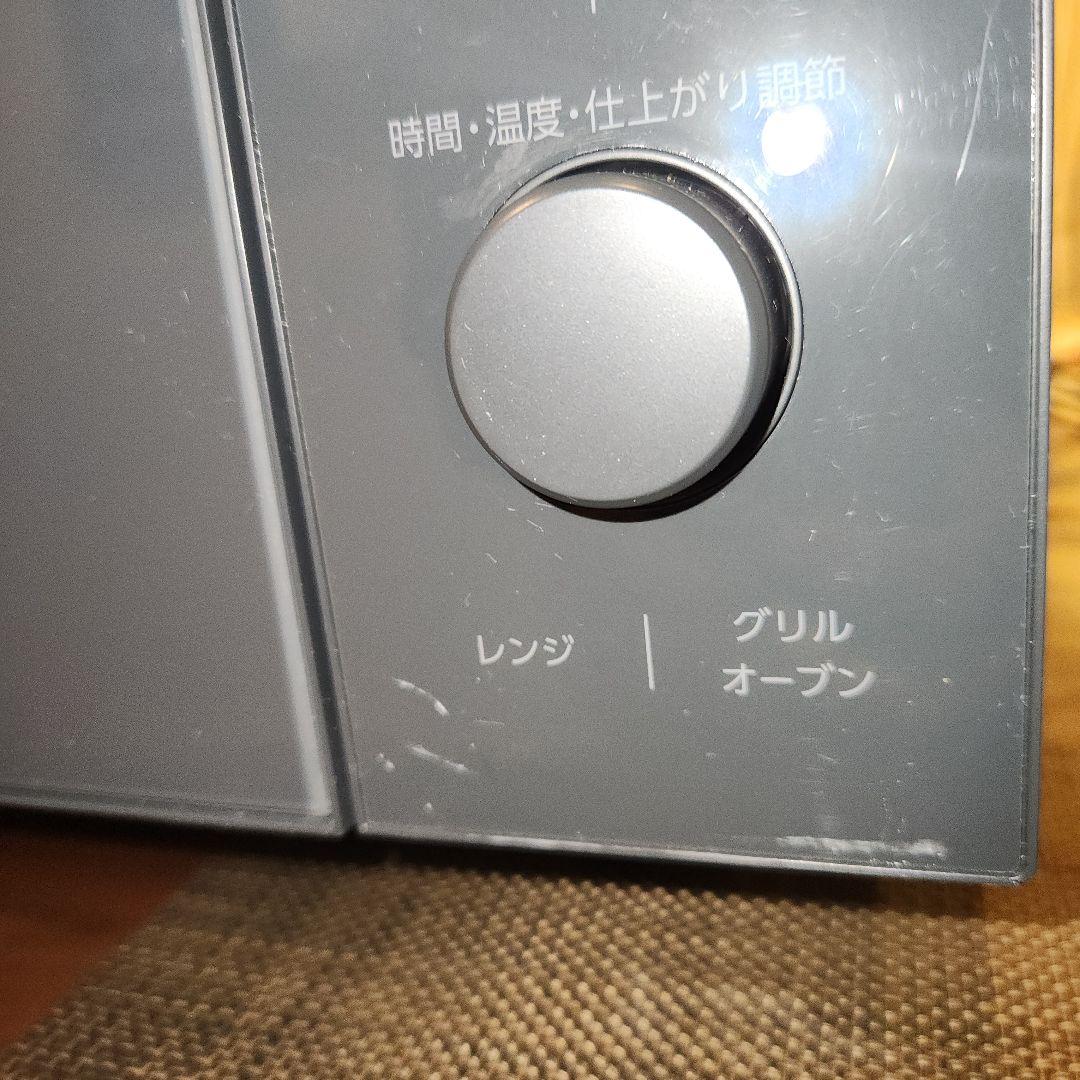 時間・温度・仕上がり調節
レンジ
グリル
オーブン